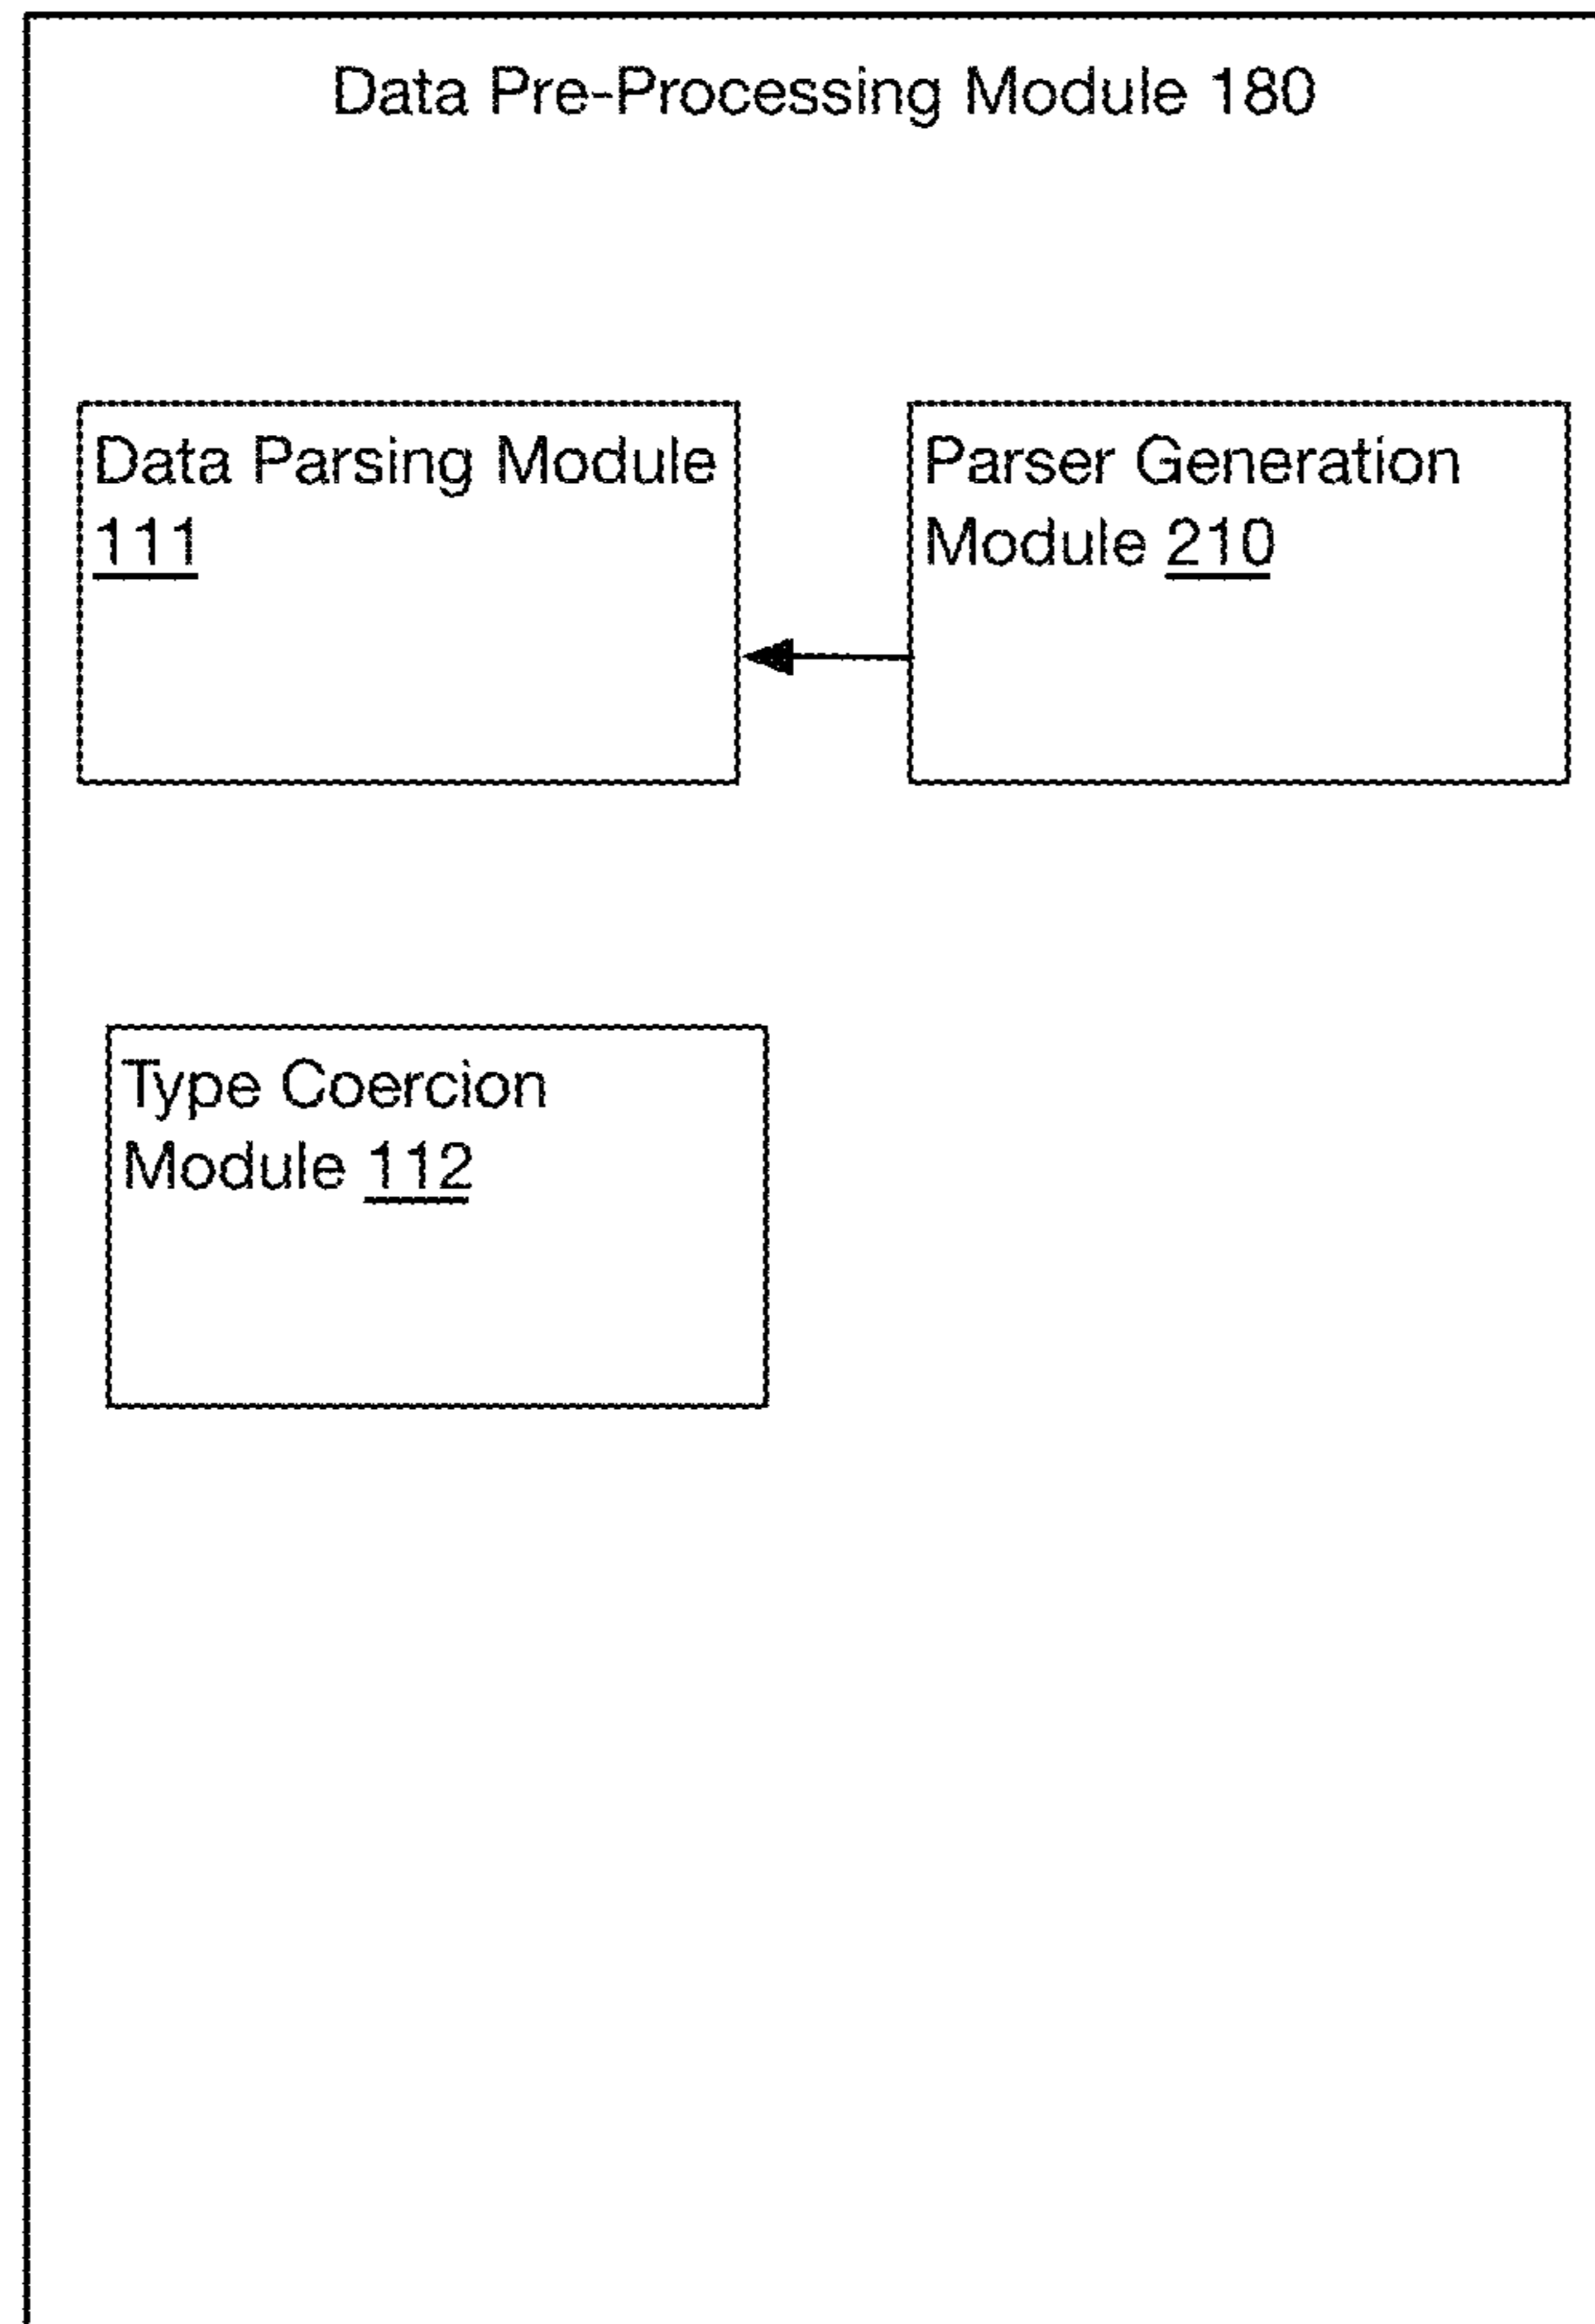 Data Pre-Processing Module 180
Data Parsing Module
111
Parser Generation
Module 210
Type Coercion
Module 112